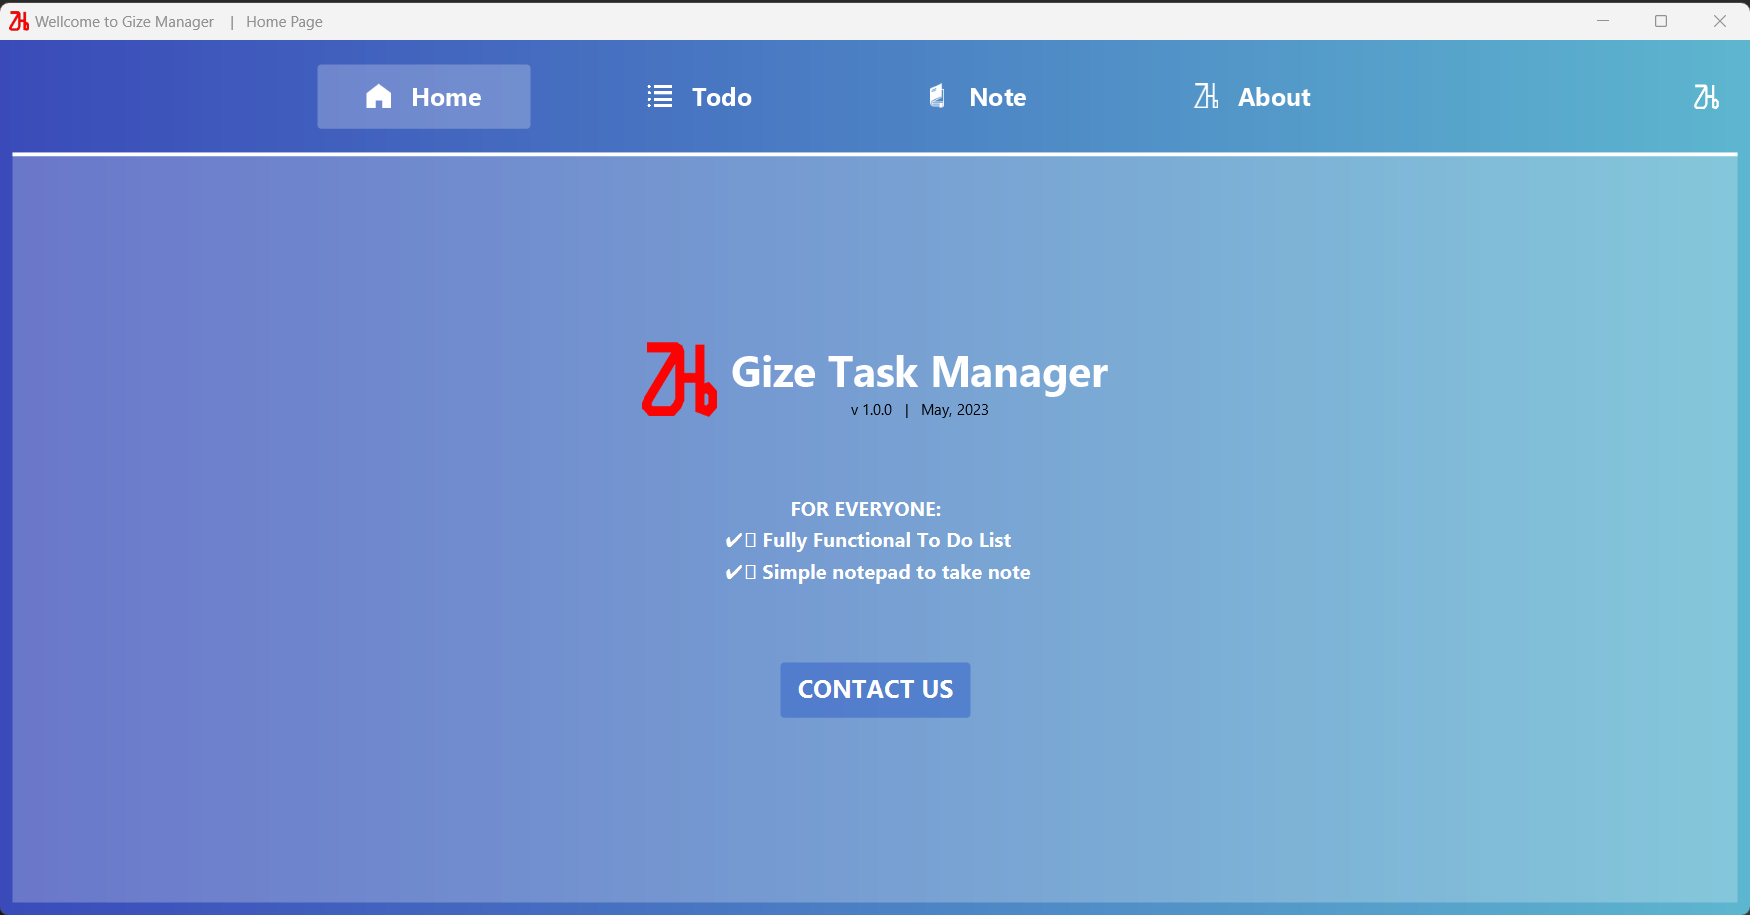 Wellcome to Gize Manager | Home Page
Home Todo Note About
Gize Task Manager
v 1.0.0 | May, 2023
FOR EVERYONE:
✔▯ Fully Functional To Do List
✔▯ Simple notepad to take note
CONTACT US